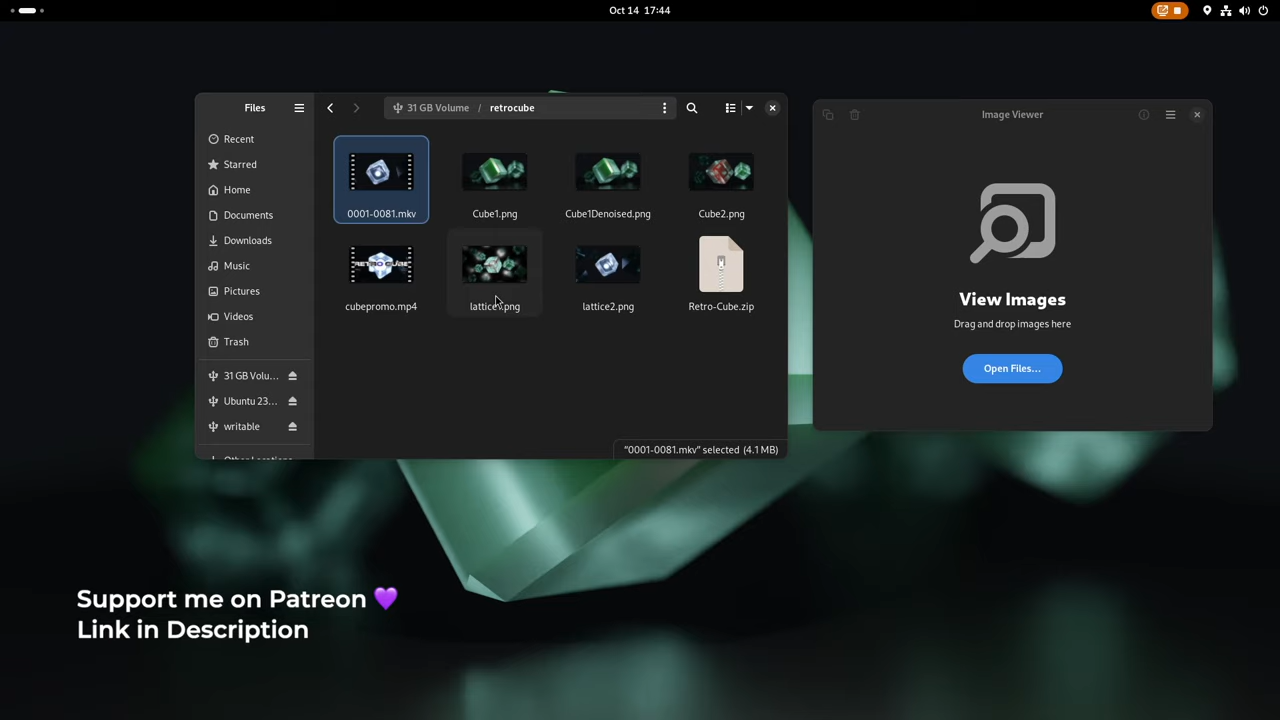 Oct 14 17:44
Files
31 GB Volume / retrocube
Image Viewer
Recent
Starred
Home
Documents
Downloads
Music
Pictures
Videos
Trash
31 GB Volu...
Ubuntu 23...
writable
0001-0081.mkv
Cube1.png
Cube1Denoised.png
Cube2.png
cubepromo.mp4
lattice2.png
Retro-Cube.zip
"0001-0081.mkv" selected (4.1 MB)
View Images
Drag and drop images here
Open Files...
Support me on Patreon 💜
Link in Description